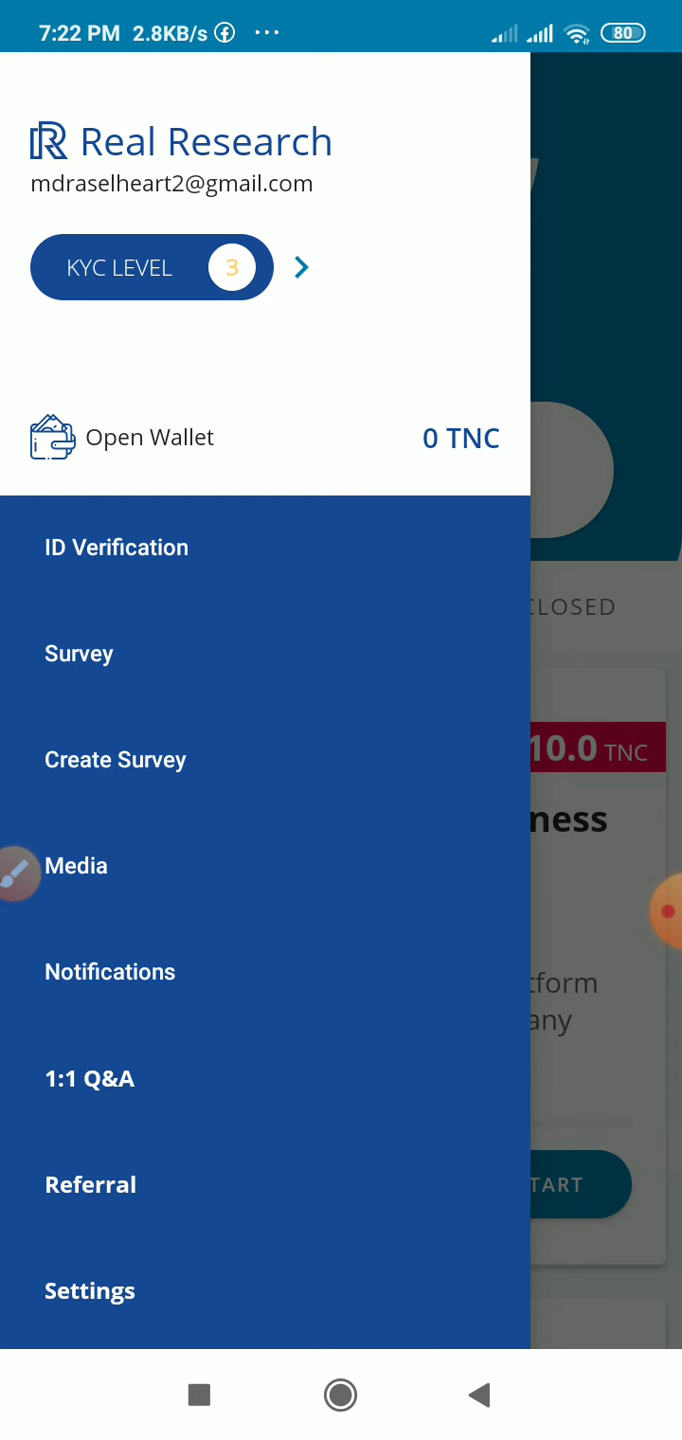 7:22 PM 2.8KB/s ... 80
Real Research
mdraselheart2@gmail.com
KYC LEVEL 3
Open Wallet 0 TNC
ID Verification
CLOSED
Survey
10.0 TNC
Create Survey
ness
Media
Notifications
tform
any
1:1 Q&A
Referral
TART
Settings